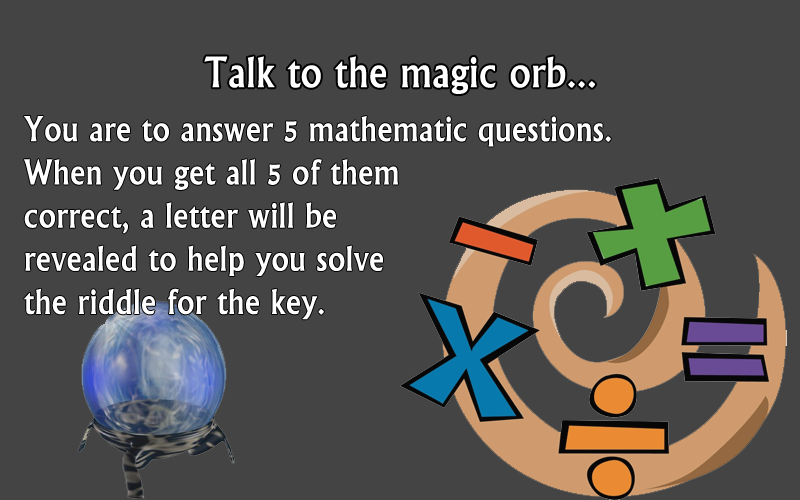 Talk to the magic orb...
You are to answer 5 mathematic questions.
When you get all 5 of them
correct, a letter will be
revealed to help you solve
the riddle for the key.